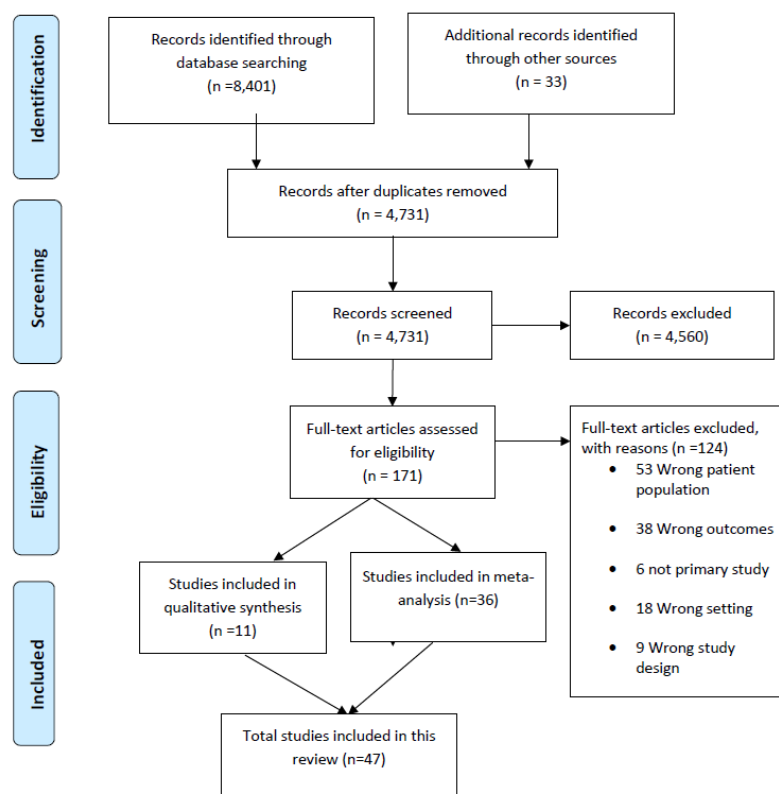 Identification
Records identified through
database searching
(n =8,401)
Additional records identified
through other sources
(n = 33)
Records after duplicates removed
(n = 4,731)
Screening
Records screened
(n = 4,731)
Records excluded
(n = 4,560)
Eligibility
Full-text articles assessed
for eligibility
(n = 171)
Full-text articles excluded,
with reasons (n =124)
• 53 Wrong patient
population
• 38 Wrong outcomes
• 6 not primary study
• 18 Wrong setting
• 9 Wrong study
design
Studies included in
qualitative synthesis
(n =11)
Studies included in meta-
analysis (n=36)
Included
Total studies included in this
review (n=47)